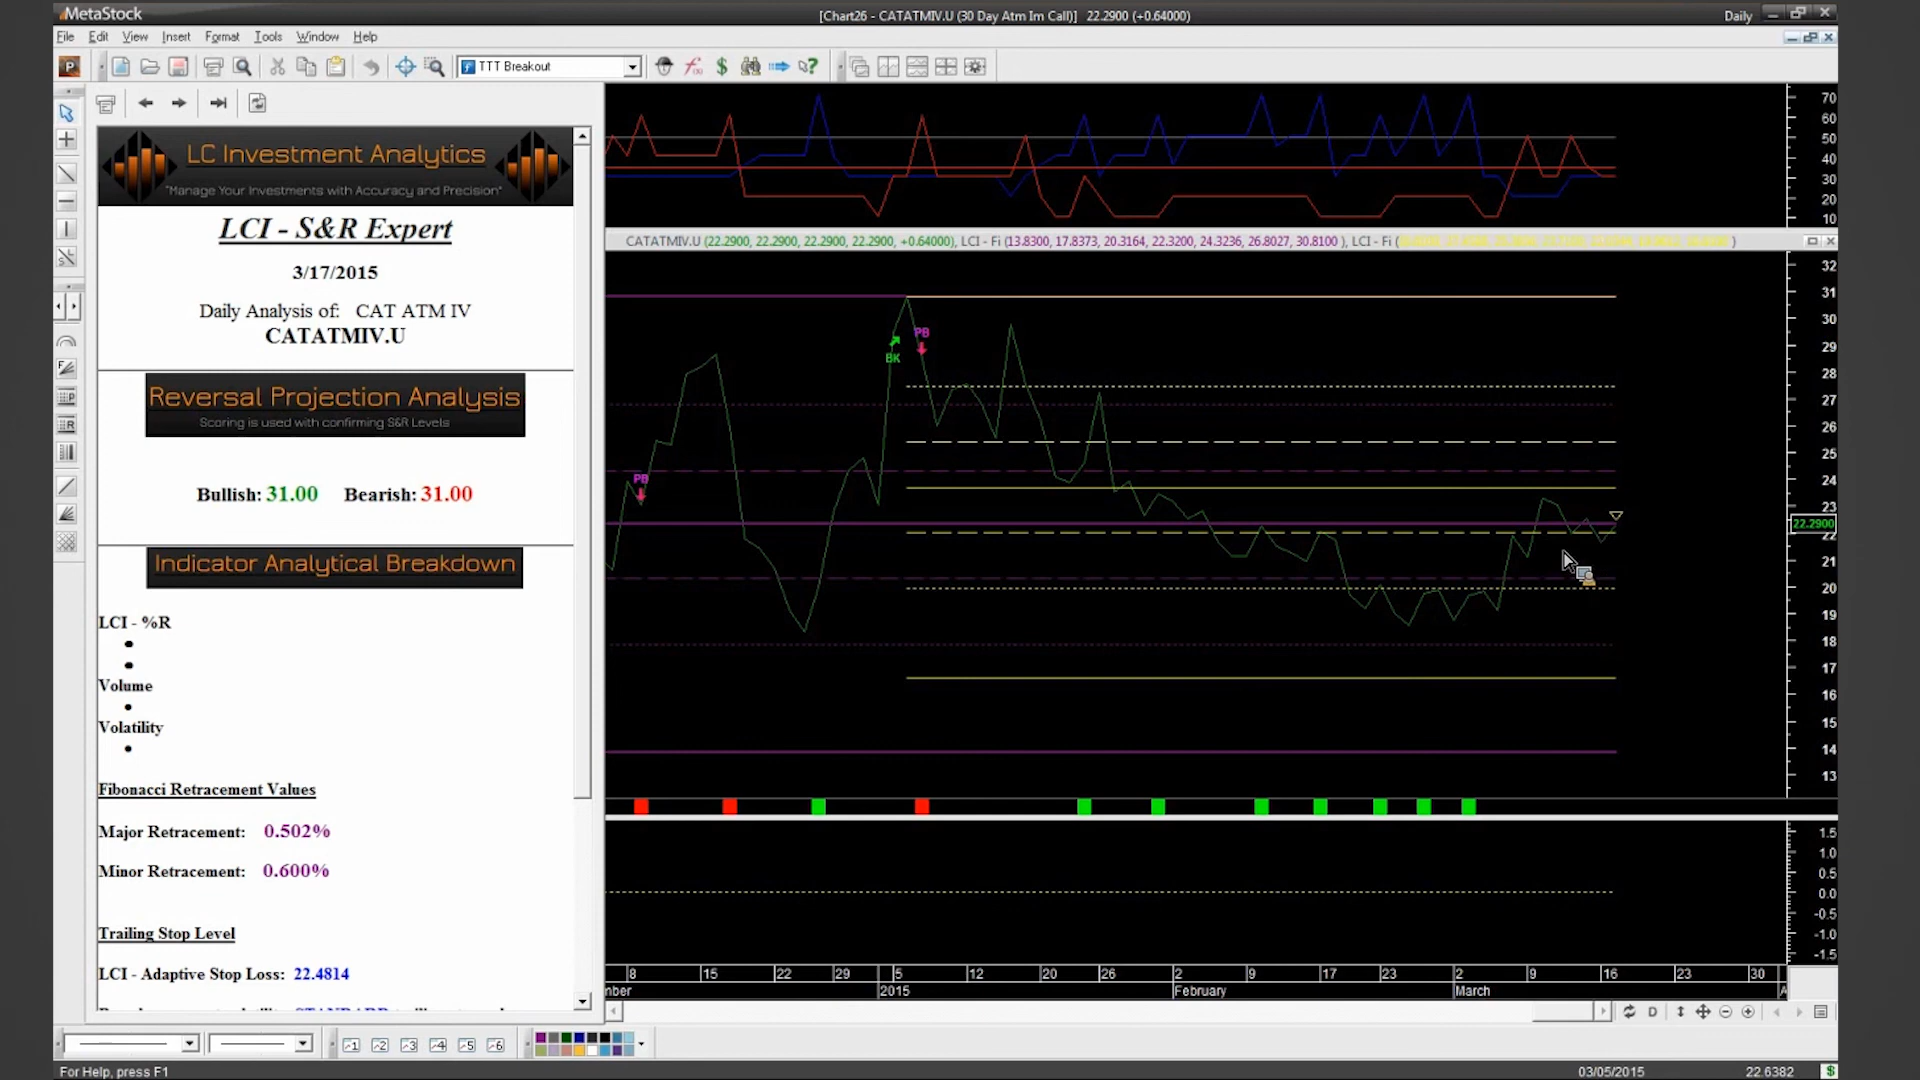 MetaStock
[Chart26 - CATATMIV.U (30 Day Atm Im Call)]   22.2900 (+0.64000)
Daily
File Edit View Insert Format Tools Window Help
TTT Breakout
LC Investment Analytics
"Manage Your Investments with Accuracy and Precision"
LCI - S&R Expert
3/17/2015
Daily Analysis of: CAT ATM IV
CATATMIV.U
Reversal Projection Analysis
Scoring is used with confirming S&R Levels
Bullish: 31.00 Bearish: 31.00
Indicator Analytical Breakdown
LCI - %R
Volume
Volatility
Fibonacci Retracement Values
Major Retracement: 0.502%
Minor Retracement: 0.600%
Trailing Stop Level
LCI - Adaptive Stop Loss: 22.4814
70
60
50
40
30
20
10
CATATMIV.U (22.2900, 22.2900, 22.2900, 22.2900, +0.64000), LCI - Fi (13.8300, 17.8373, 20.3164, 22.3200, 24.3236, 26.8027, 30.8100 ), LCI - Fi (
32
31
30
29
28
27
26
25
24
23
22.2900
22
21
20
19
18
17
16
15
14
13
PB
BK
PB
1.5
1.0
0.5
0.0
-0.5
-1.0
-1.5
8 15 22 29 5 12 20 26 2 9 17 23 2 9 16 23 30
mber 2015 February March A
D
1 2 3 4 5 6
For Help, press F1
03/05/2015
22.6382